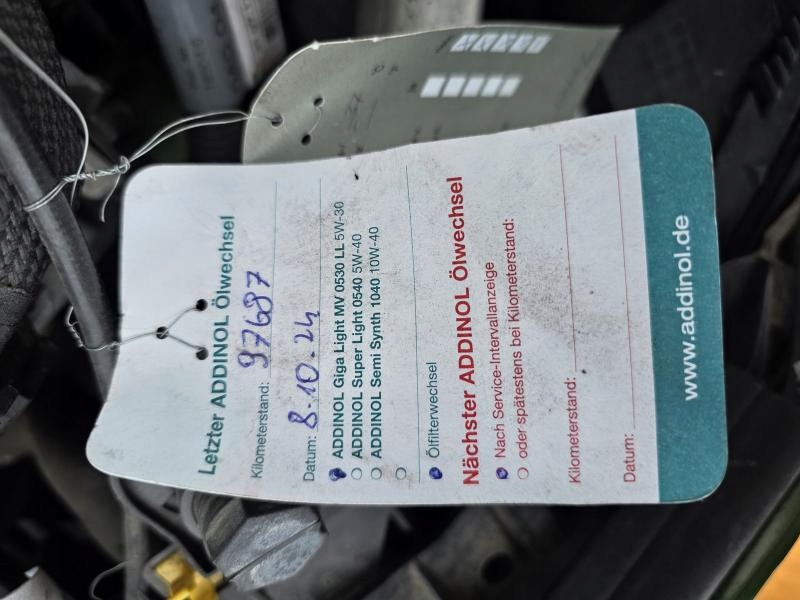 Letzter ADDINOL Ölwechsel
Kilometerstand: 97687
Datum: 8.10.24
ADDINOL Giga Light MV 0530 LL 5W-30
ADDINOL Super Light 0540 5W-40
ADDINOL Semi Synth 1040 10W-40
Ölfilterwechsel
Nächster ADDINOL Ölwechsel
Nach Service-Intervallanzeige
oder spätestens bei Kilometerstand:
Kilometerstand:
Datum:
www.addinol.de